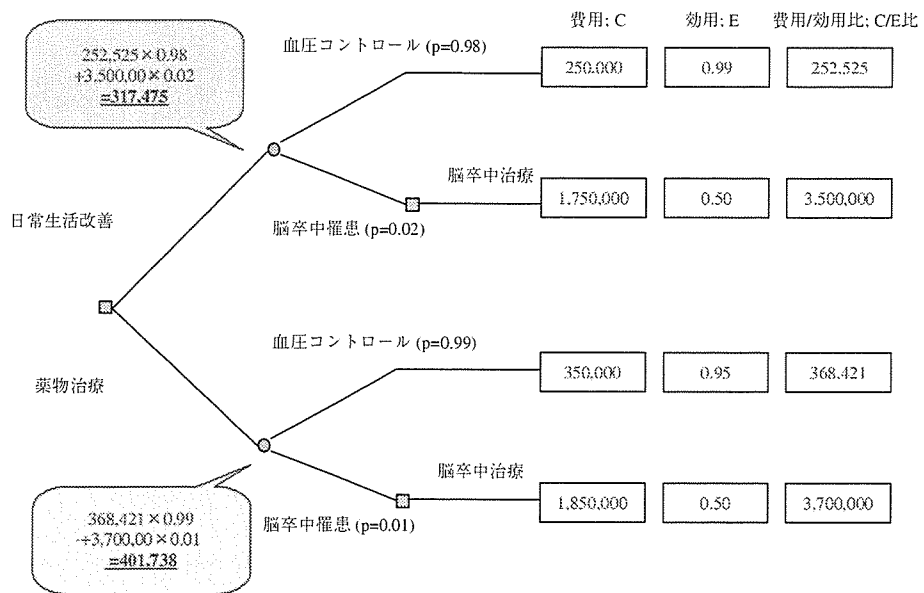 費用; C 効用; E 費用/効用比; C/E比
252,525×0.98
+3,500,00×0.02
=317,475
血圧コントロール (p=0.98)
250,000 0.99 252,525
脳卒中治療
1,750,000 0.50 3,500,000
脳卒中罹患 (p=0.02)
日常生活改善
血圧コントロール (p=0.99)
350,000 0.95 368,421
薬物治療
脳卒中治療
1,850,000 0.50 3,700,000
脳卒中罹患 (p=0.01)
368,421×0.99
+3,700,00×0.01
=401,738